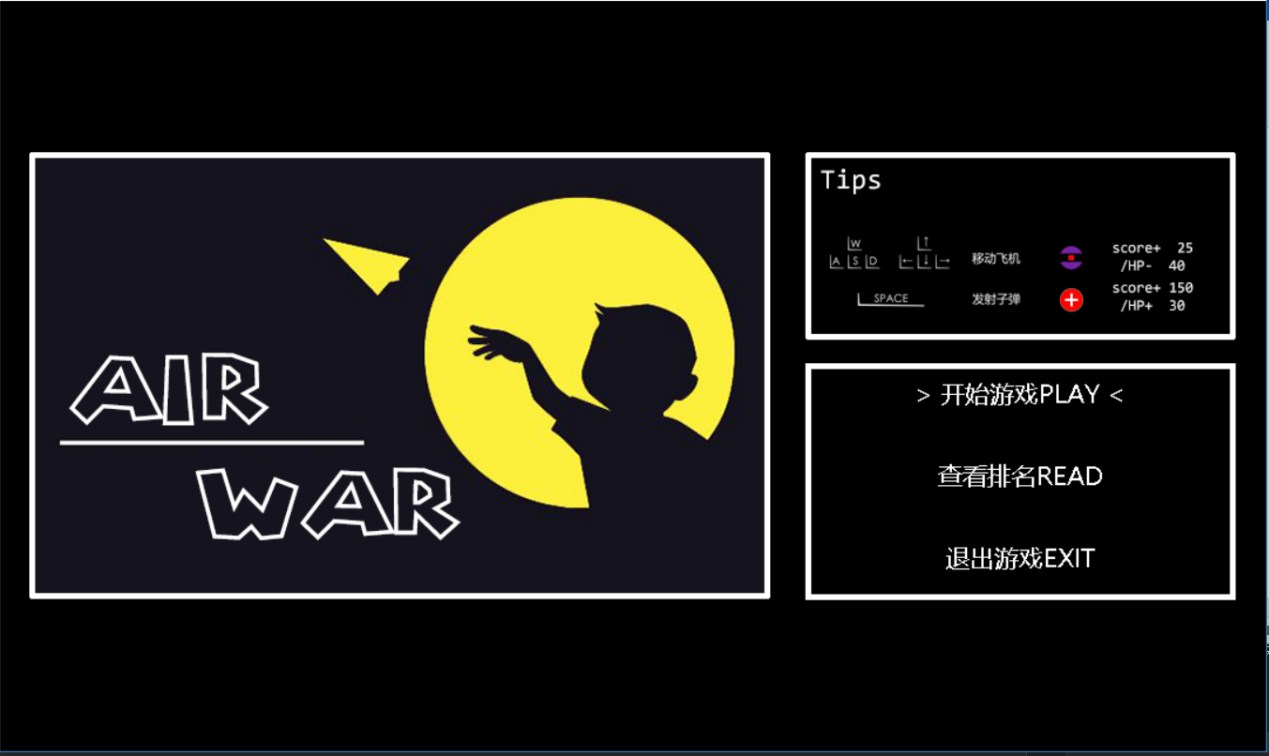 AIR
WAR
Tips
W ↑
A S D ← ↓ → 移动飞机 score+ 25
/HP- 40
SPACE 发射子弹 score+ 150
/HP+ 30
> 开始游戏PLAY <
查看排名READ
退出游戏EXIT